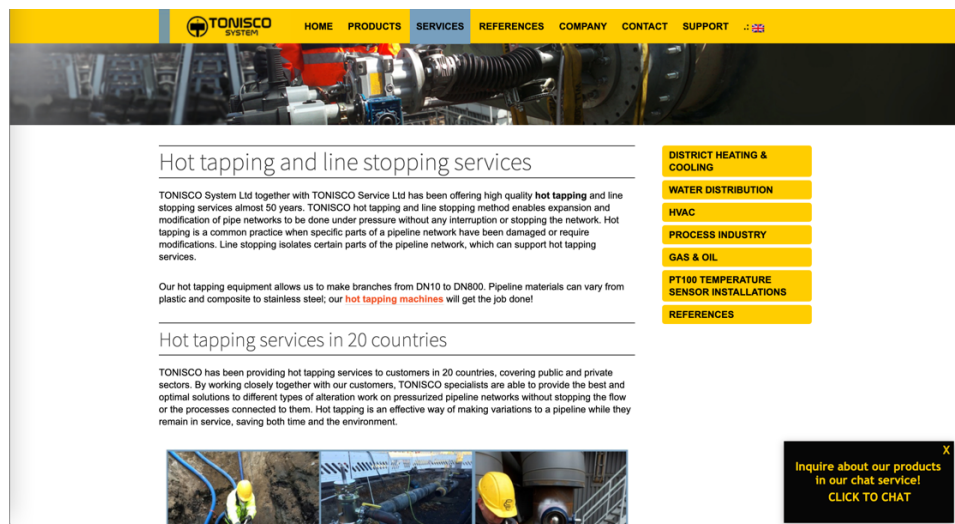 TONISCO
SYSTEM
HOME PRODUCTS SERVICES REFERENCES COMPANY CONTACT SUPPORT
Hot tapping and line stopping services
TONISCO System Ltd together with TONISCO Service Ltd has been offering high quality hot tapping and line
stopping services almost 50 years. TONISCO hot tapping and line stopping method enables expansion and
modification of pipe networks to be done under pressure without any interruption or stopping the network. Hot
tapping is a common practice when specific parts of a pipeline network have been damaged or require
modifications. Line stopping isolates certain parts of the pipeline network, which can support hot tapping
services.
Our hot tapping equipment allows us to make branches from DN10 to DN800. Pipeline materials can vary from
plastic and composite to stainless steel; our hot tapping machines will get the job done!
Hot tapping services in 20 countries
TONISCO has been providing hot tapping services to customers in 20 countries, covering public and private
sectors. By working closely together with our customers, TONISCO specialists are able to provide the best and
optimal solutions to different types of alteration work on pressurized pipeline networks without stopping the flow
or the processes connected to them. Hot tapping is an effective way of making variations to a pipeline while they
remain in service, saving both time and the environment.
DISTRICT HEATING &
COOLING
WATER DISTRIBUTION
HVAC
PROCESS INDUSTRY
GAS & OIL
PT100 TEMPERATURE
SENSOR INSTALLATIONS
REFERENCES
X
Inquire about our products
in our chat service!
CLICK TO CHAT